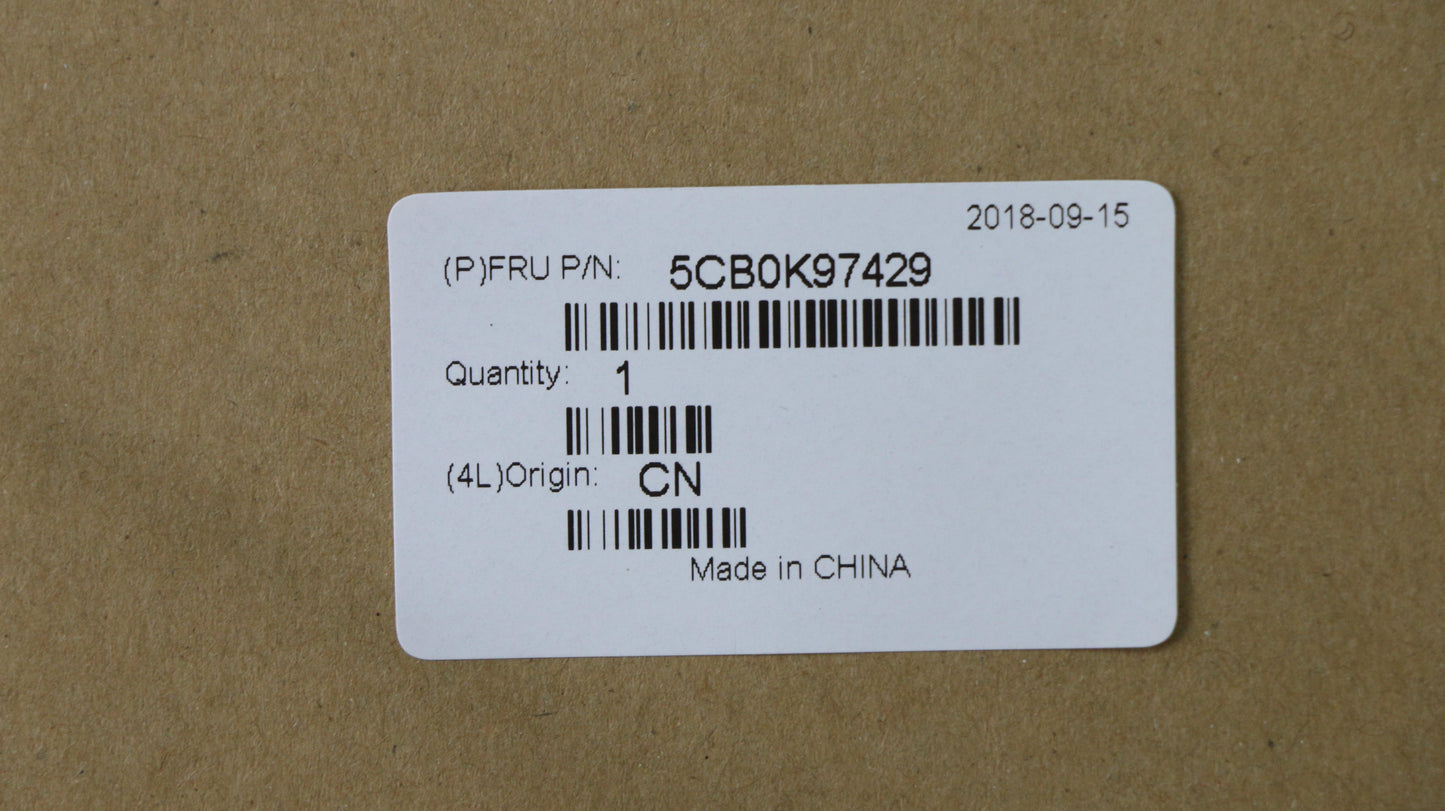 2018-09-15
(P)FRU P/N: 5CB0K97429
Quantity: 1
(4L)Origin: CN
Made in CHINA